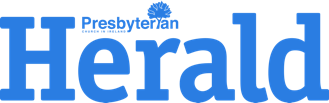 Presbyterian
CHURCH IN IRELAND
Herald